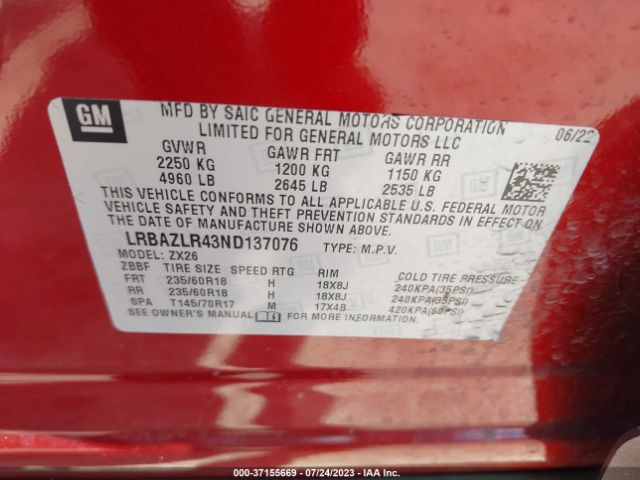 GM
MFD BY SAIC GENERAL MOTORS CORPORATION
LIMITED FOR GENERAL MOTORS LLC
06/22
GVWR GAWR FRT GAWR RR
2250 KG 1200 KG 1150 KG
4960 LB 2645 LB 2535 LB
THIS VEHICLE CONFORMS TO ALL APPLICABLE U.S. FEDERAL MOTOR
VEHICLE SAFETY AND THEFT PREVENTION STANDARDS IN EFFECT ON
THE DATE OF MANUFACTURE SHOWN ABOVE.
LRBAZLR43ND137076 TYPE: M.P.V.
MODEL: ZX26
ZBBF TIRE SIZE SPEED RTG RIM COLD TIRE PRESSURE
FRT 235/60R18 H 18X8J 240KPA(35PSI)
RR 235/60R18 H 18X8J 240KPA(35PSI)
SPA T145/70R17 M 17X4B 420KPA(60PSI)
SEE OWNER'S MANUAL FOR MORE INFORMATION.
000-37155669 - 07/24/2023 - IAA Inc.